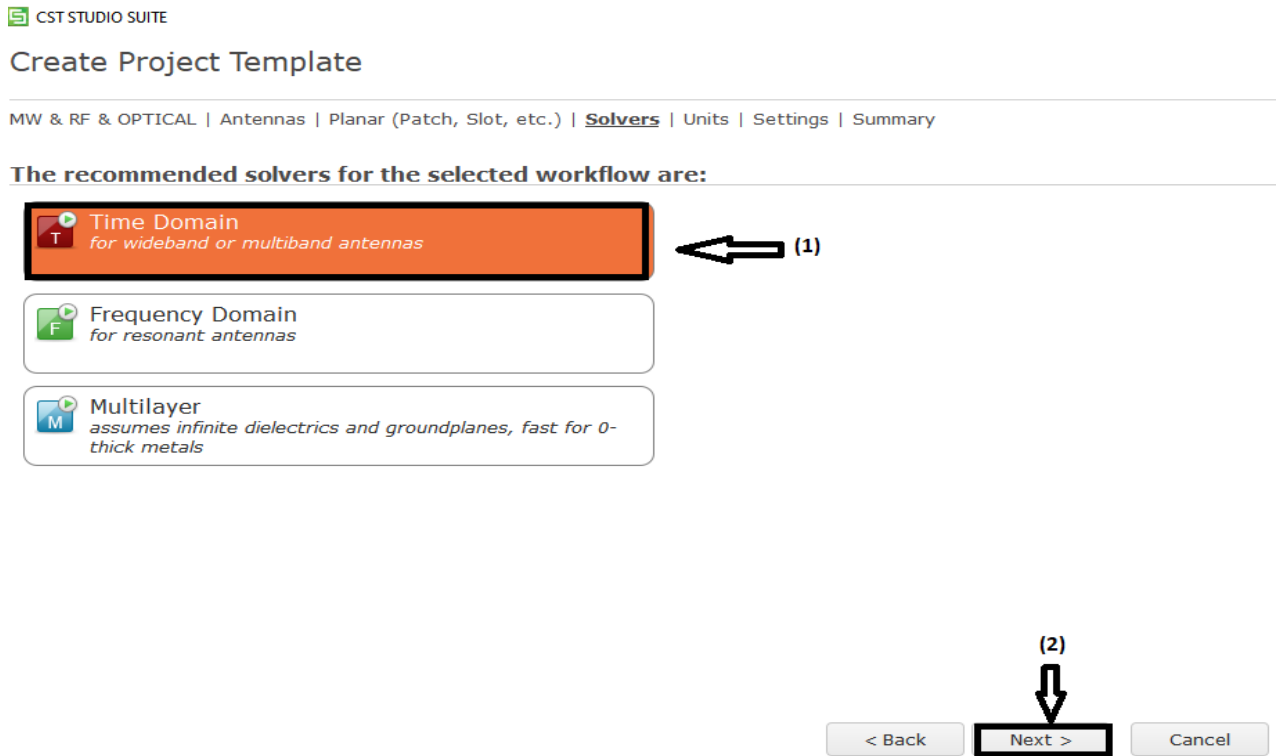 CST STUDIO SUITE
Create Project Template
MW & RF & OPTICAL | Antennas | Planar (Patch, Slot, etc.) | Solvers | Units | Settings | Summary
The recommended solvers for the selected workflow are:
T
Time Domain
for wideband or multiband antennas
(1)
F
Frequency Domain
for resonant antennas
M
Multilayer
assumes infinite dielectrics and groundplanes, fast for 0-
thick metals
(2)
< Back Next > Cancel